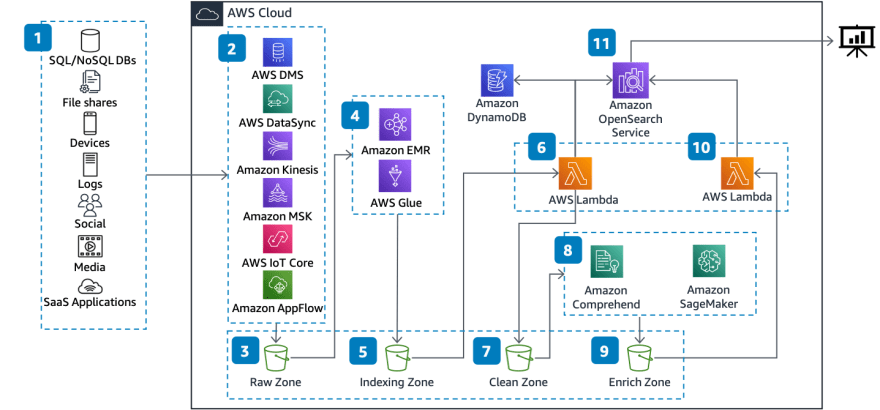 AWS Cloud
1
SQL/NoSQL DBs
File shares
Devices
Logs
Social
Media
SaaS Applications
2
AWS DMS
AWS DataSync
Amazon Kinesis
Amazon MSK
AWS IoT Core
Amazon AppFlow
3
Raw Zone
4
Amazon EMR
AWS Glue
5
Indexing Zone
6
AWS Lambda
7
Clean Zone
8
Amazon
Comprehend
Amazon
SageMaker
9
Enrich Zone
10
AWS Lambda
11
Amazon
DynamoDB
Amazon
OpenSearch
Service